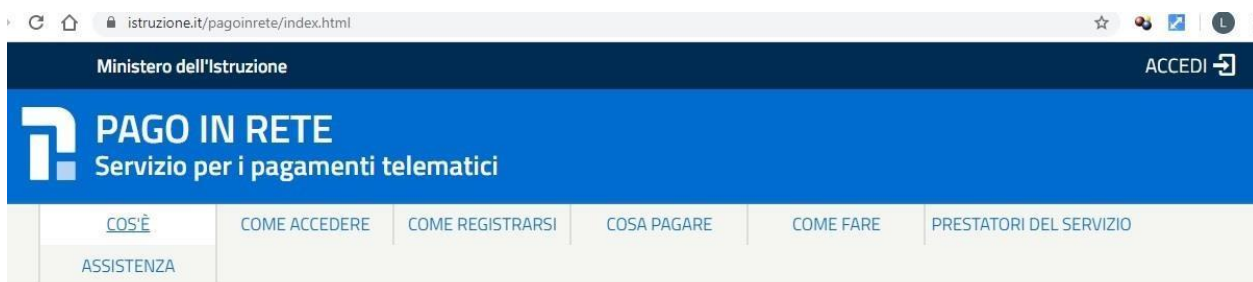 istruzione.it/pagoinrete/index.html
L
Ministero dell'Istruzione
ACCEDI
PAGO IN RETE
Servizio per i pagamenti telematici
COS'È COME ACCEDERE COME REGISTRARSI COSA PAGARE COME FARE PRESTATORI DEL SERVIZIO
ASSISTENZA